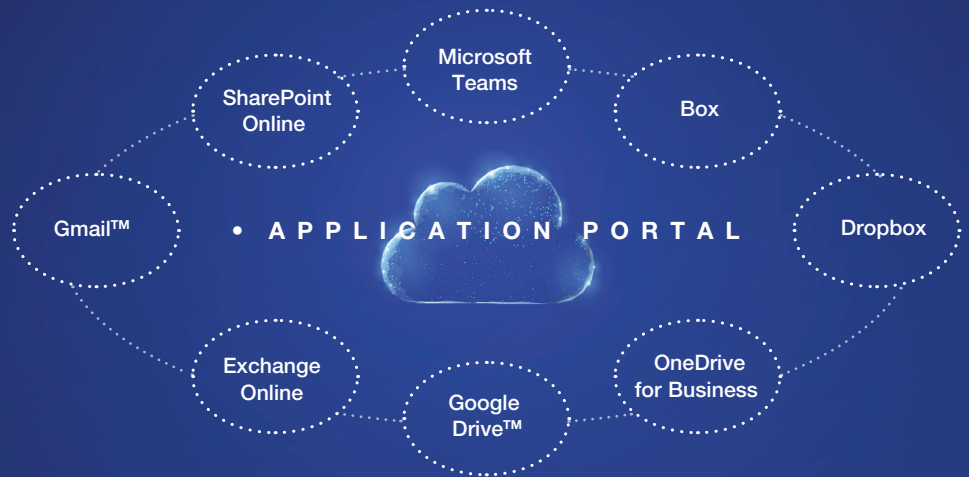 Microsoft
Teams
SharePoint
Online
Box
Gmail™
• APPLICATION PORTAL
Dropbox
Exchange
Online
OneDrive
for Business
Google
Drive™